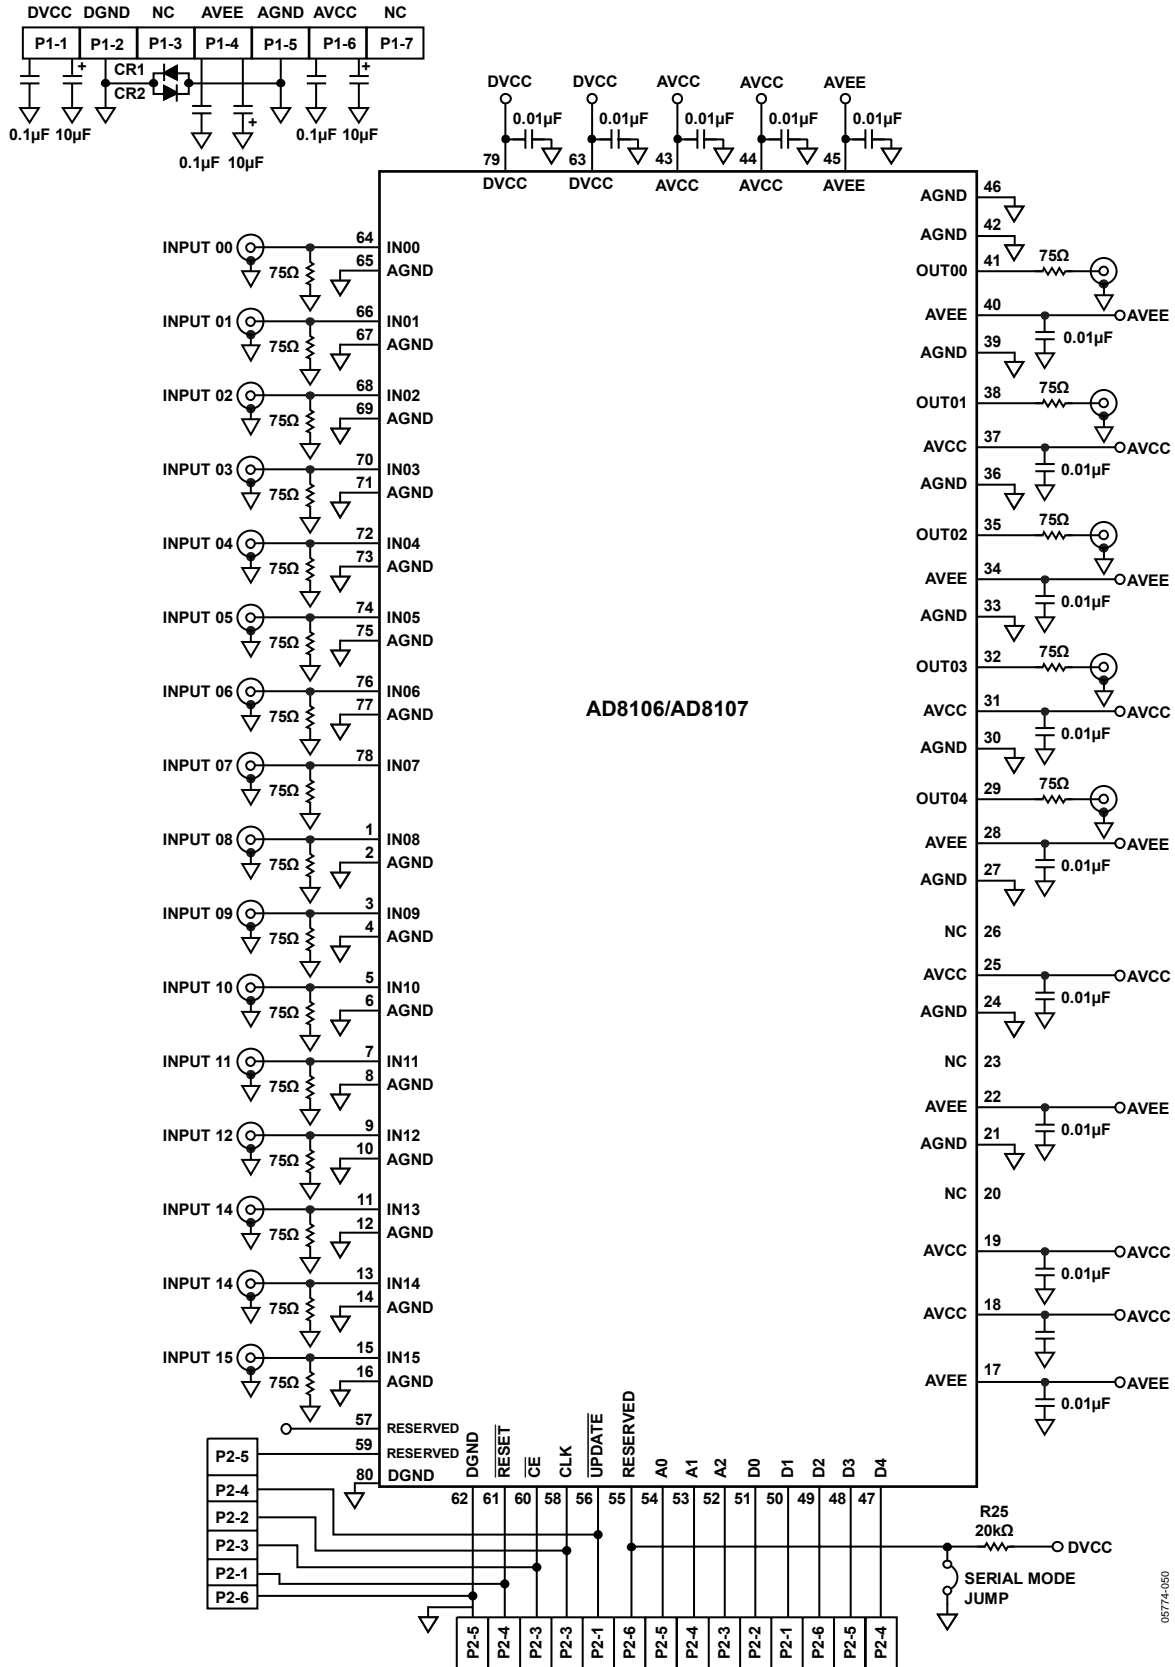 DVCC DGND NC AVEE AGND AVCC NC
P1-1 P1-2 P1-3 P1-4 P1-5 P1-6 P1-7
CR1
CR2
+ + +
0.1µF 10µF 0.1µF 10µF 0.1µF 10µF
DVCC DVCC AVCC AVCC AVEE
0.01µF 0.01µF 0.01µF 0.01µF 0.01µF
79 63 43 44 45
DVCC DVCC AVCC AVCC AVEE
INPUT 00 75Ω 64 IN00
65 AGND
INPUT 01 75Ω 66 IN01
67 AGND
INPUT 02 75Ω 68 IN02
69 AGND
INPUT 03 75Ω 70 IN03
71 AGND
INPUT 04 75Ω 72 IN04
73 AGND
INPUT 05 75Ω 74 IN05
75 AGND
INPUT 06 75Ω 76 IN06
77 AGND
INPUT 07 75Ω 78 IN07
INPUT 08 75Ω 1 IN08
2 AGND
INPUT 09 75Ω 3 IN09
4 AGND
INPUT 10 75Ω 5 IN10
6 AGND
INPUT 11 75Ω 7 IN11
8 AGND
INPUT 12 75Ω 9 IN12
10 AGND
INPUT 14 75Ω 11 IN13
12 AGND
INPUT 14 75Ω 13 IN14
14 AGND
INPUT 15 75Ω 15 IN15
16 AGND
57 RESERVED
59 RESERVED
80 DGND
AD8106/AD8107
AGND 46
AGND 42
OUT00 41 75Ω
AVEE 40 AVEE
0.01µF
AGND 39
OUT01 38 75Ω
AVCC 37 AVCC
0.01µF
AGND 36
OUT02 35 75Ω
AVEE 34 AVEE
0.01µF
AGND 33
OUT03 32 75Ω
AVCC 31 AVCC
0.01µF
AGND 30
OUT04 29 75Ω
AVEE 28 AVEE
0.01µF
AGND 27
NC 26
AVCC 25 AVCC
0.01µF
AGND 24
NC 23
AVEE 22 AVEE
0.01µF
AGND 21
NC 20
AVCC 19 AVCC
0.01µF
AVCC 18 AVCC
AVEE 17 AVEE
0.01µF
DGND RESET CE CLK UPDATE RESERVED A0 A1 A2 D0 D1 D2 D3 D4
62 61 60 58 56 55 54 53 52 51 50 49 48 47
P2-5
P2-4
P2-2
P2-3
P2-1
P2-6
R25
20kΩ
DVCC
SERIAL MODE
JUMP
P2-5 P2-4 P2-3 P2-3 P2-1 P2-6 P2-5 P2-4 P2-3 P2-2 P2-1 P2-6 P2-5 P2-4
05774-050